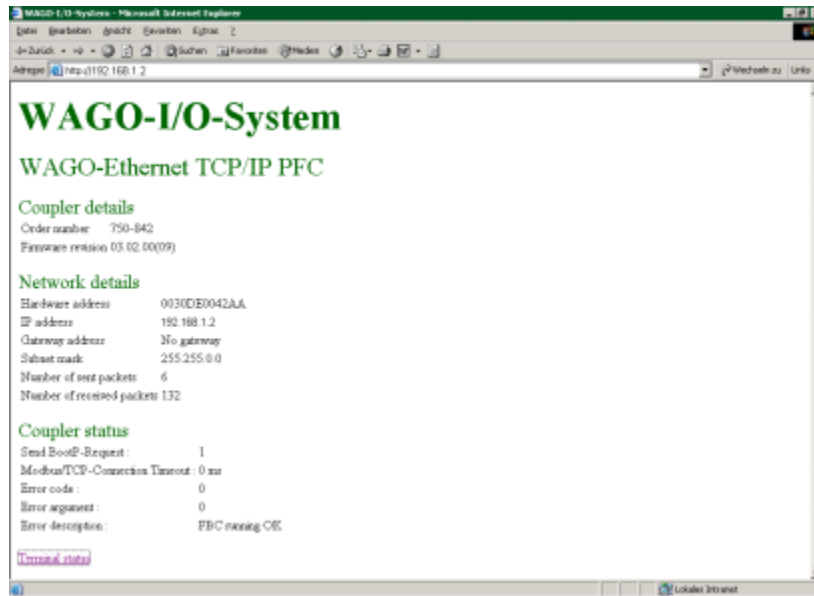 WAGO-I/O-System - Microsoft Internet Explorer
Datei Bearbeiten Ansicht Favoriten Extras ?
Zurück Suchen Favoriten Medien
Adresse http://192.168.1.2 Wechseln zu Links
WAGO-I/O-System
WAGO-Ethernet TCP/IP PFC
Coupler details
Order number 750-842
Firmware revision 03.02.00(09)
Network details
Hardware address 0030DE0042AA
IP address 192.168.1.2
Gateway address No gateway
Subnet mask 255.255.0.0
Number of sent packets 6
Number of received packets 132
Coupler status
Send BootP-Request : 1
Modbus/TCP-Connection Timeout : 0 ms
Error code : 0
Error argument : 0
Error description : FBC running OK
Terminal status
Lokales Intranet